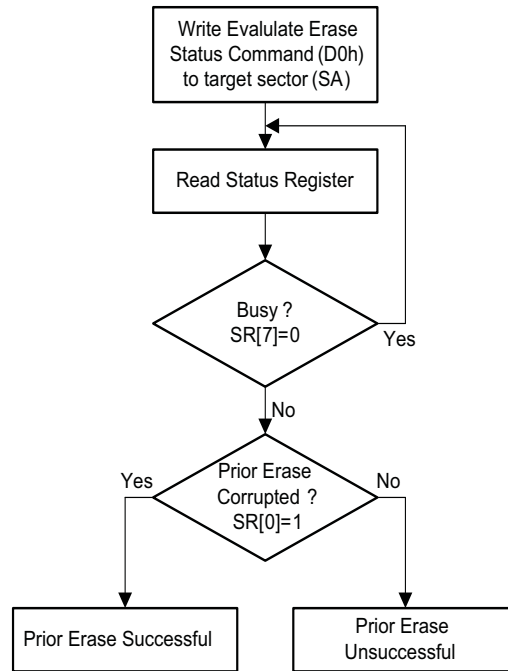 Write Evalulate Erase
Status Command (D0h)
to target sector (SA)
Read Status Register
Busy ?
SR[7]=0
Yes
No
Yes
Prior Erase
Corrupted ?
SR[0]=1
No
Prior Erase Successful
Prior Erase
Unsuccessful